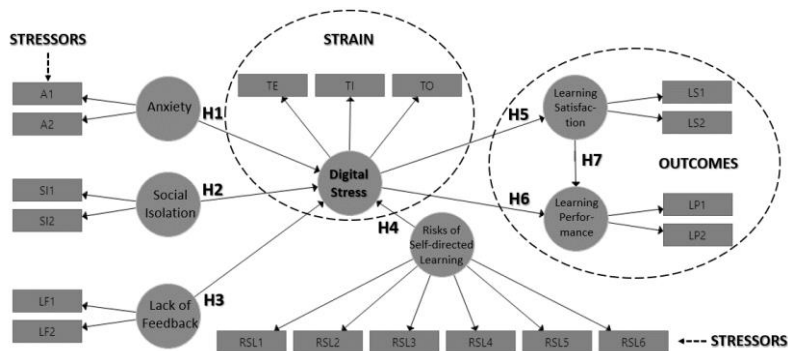 STRESSORS
STRAIN
A1
A2
Anxiety
H1
TE
TI
TO
H5
Learning
Satisfac-
tion
LS1
LS2
H7
OUTCOMES
SI1
SI2
Social
Isolation
H2
Digital
Stress
H6
Learning
Perfor-
mance
LP1
LP2
H4
Risks of
Self-directed
Learning
LF1
LF2
Lack of
Feedback
H3
RSL1
RSL2
RSL3
RSL4
RSL5
RSL6
STRESSORS